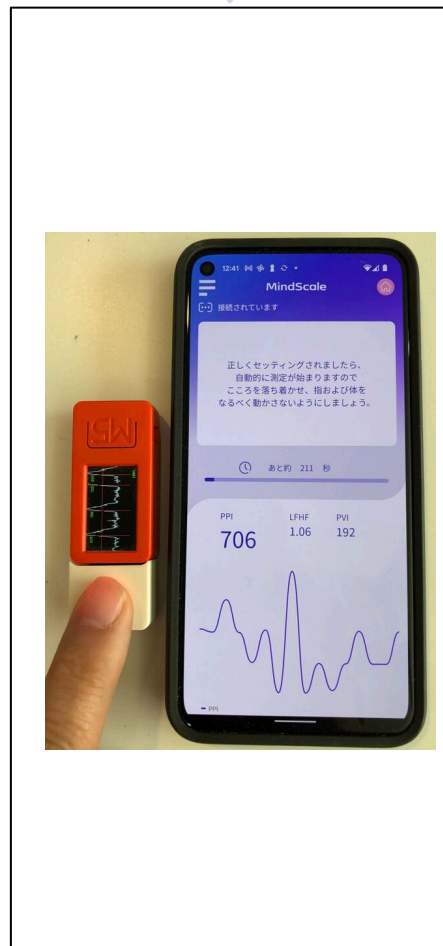 12:41
MindScale
接続されています
正しくセッティングされましたら、
自動的に測定が始まりますので
こころを落ち着かせ、指および体を
なるべく動かさないようにしましょう。
あと約 211 秒
PPI LFHF PVI
706 1.06 192
PPI
M5